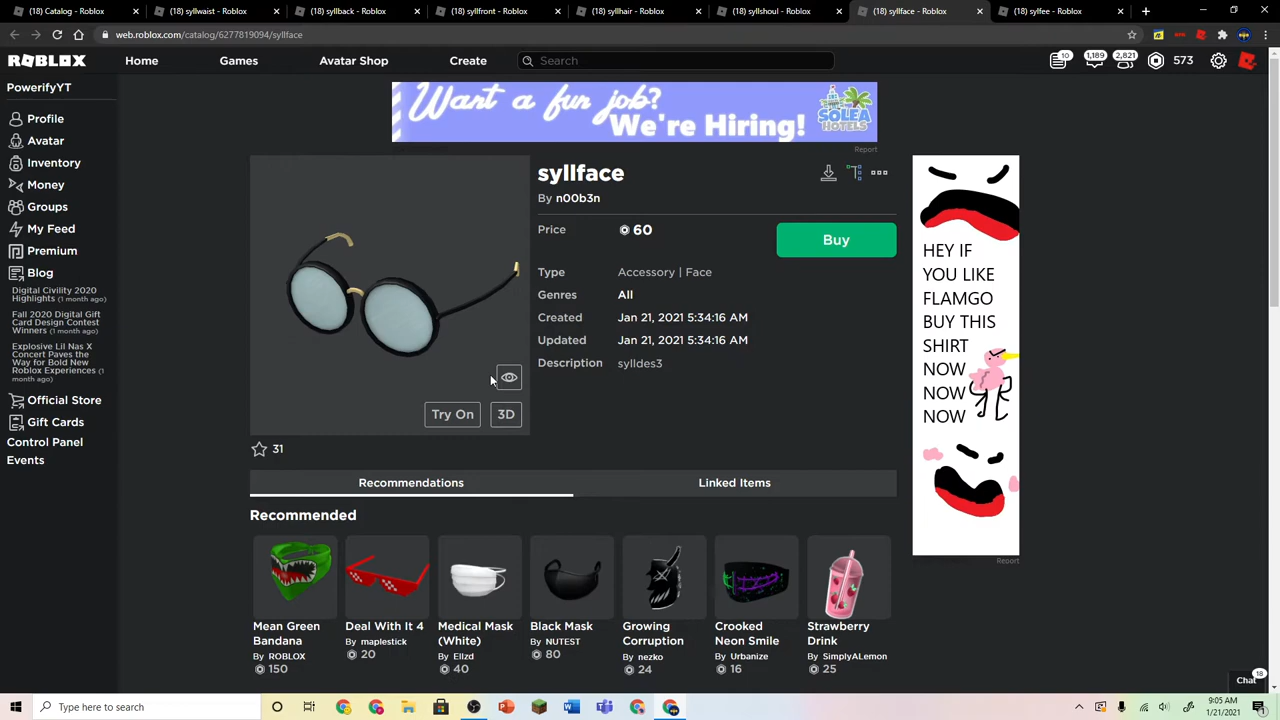 (18) Catalog - Roblox
(18) syllwaist - Roblox
(18) syllback - Roblox
(18) syllfront - Roblox
(18) syllhair - Roblox
(18) syllshoul - Roblox
(18) syllface - Roblox
(18) syllfee - Roblox
web.roblox.com/catalog/6277819094/syllface
ROBLOX
Home
Games
Avatar Shop
Create
Search
10
1,189
2,821
573
PowerifyYT
Profile
Avatar
Inventory
Money
Groups
My Feed
Premium
Blog
Digital Civility 2020
Highlights (1 month ago)
Fall 2020 Digital Gift
Card Design Contest
Winners (1 month ago)
Explosive Lil Nas X
Concert Paves the
Way for Bold New
Roblox Experiences (1
month ago)
Official Store
Gift Cards
Control Panel
Events
Want a fun job?
We're Hiring!
SOLEA
HOTELS
Report
syllface
By n00b3n
Price
60
Buy
Type
Accessory | Face
Genres
All
Created
Jan 21, 2021 5:34:16 AM
Updated
Jan 21, 2021 5:34:16 AM
Description
sylldes3
Try On
3D
31
HEY IF
YOU LIKE
FLAMGO
BUY THIS
SHIRT
NOW
NOW
NOW
Report
Recommendations
Linked Items
Recommended
Mean Green
Bandana
By ROBLOX
150
Deal With It 4
By maplestick
20
Medical Mask
(White)
By Ellzd
40
Black Mask
By NUTEST
80
Growing
Corruption
By nezko
24
Crooked
Neon Smile
By Urbanize
16
Strawberry
Drink
By SimplyALemon
25
Chat
18
Type here to search
9:05 AM
1/21/2021